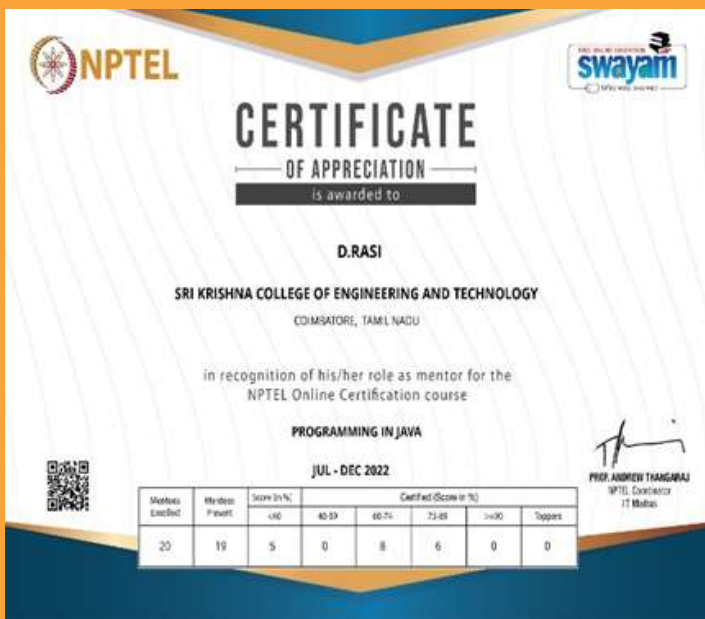 NPTEL
swayam
CERTIFICATE
OF APPRECIATION
is awarded to
D.RASI
SRI KRISHNA COLLEGE OF ENGINEERING AND TECHNOLOGY
COIMBATORE, TAMIL NADU
in recognition of his/her role as mentor for the
NPTEL Online Certification course
PROGRAMMING IN JAVA
JUL - DEC 2022
PROF. ANDREW THANGARAJ
NPTEL Coordinator
IIT Madras
Mentees Mentees Score (in %) Certified (Score in %)
Enrolled Present <40 40-59 60-74 75-89 >=90 Toppers
20 19 5 0 8 6 0 0